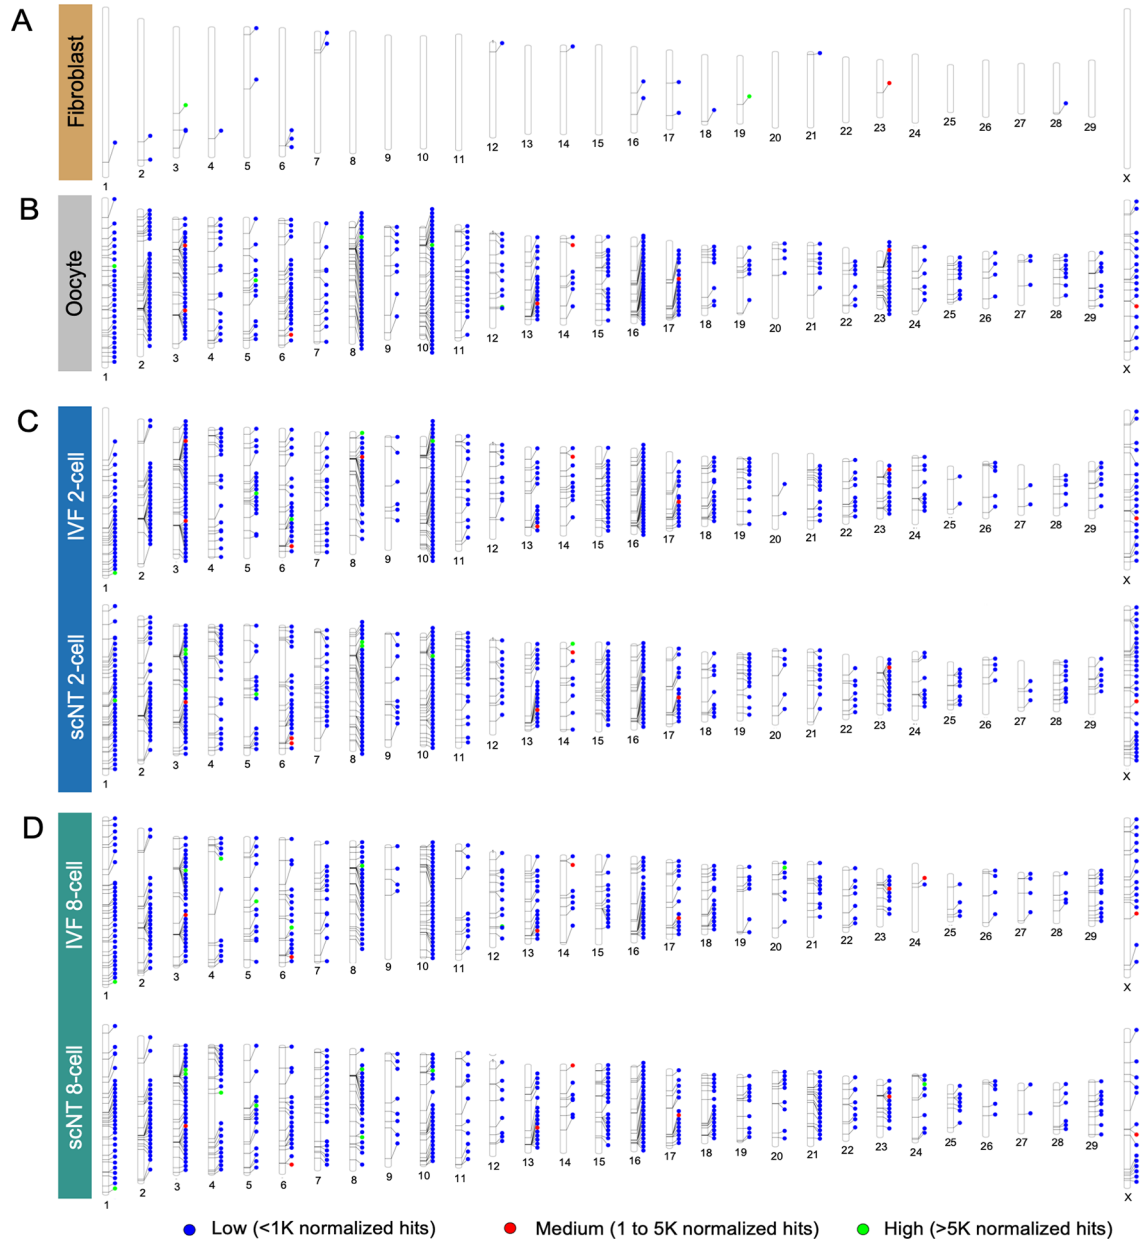 A
Fibroblast
1 2 3 4 5 6 7 8 9 10 11 12 13 14 15 16 17 18 19 20 21 22 23 24 25 26 27 28 29 X
B
Oocyte
1 2 3 4 5 6 7 8 9 10 11 12 13 14 15 16 17 18 19 20 21 22 23 24 25 26 27 28 29 X
C
IVF 2-cell
1 2 3 4 5 6 7 8 9 10 11 12 13 14 15 16 17 18 19 20 21 22 23 24 25 26 27 28 29 X
scNT 2-cell
1 2 3 4 5 6 7 8 9 10 11 12 13 14 15 16 17 18 19 20 21 22 23 24 25 26 27 28 29 X
D
IVF 8-cell
1 2 3 4 5 6 7 8 9 10 11 12 13 14 15 16 17 18 19 20 21 22 23 24 25 26 27 28 29 X
scNT 8-cell
1 2 3 4 5 6 7 8 9 10 11 12 13 14 15 16 17 18 19 20 21 22 23 24 25 26 27 28 29 X
Low (<1K normalized hits) Medium (1 to 5K normalized hits) High (>5K normalized hits)